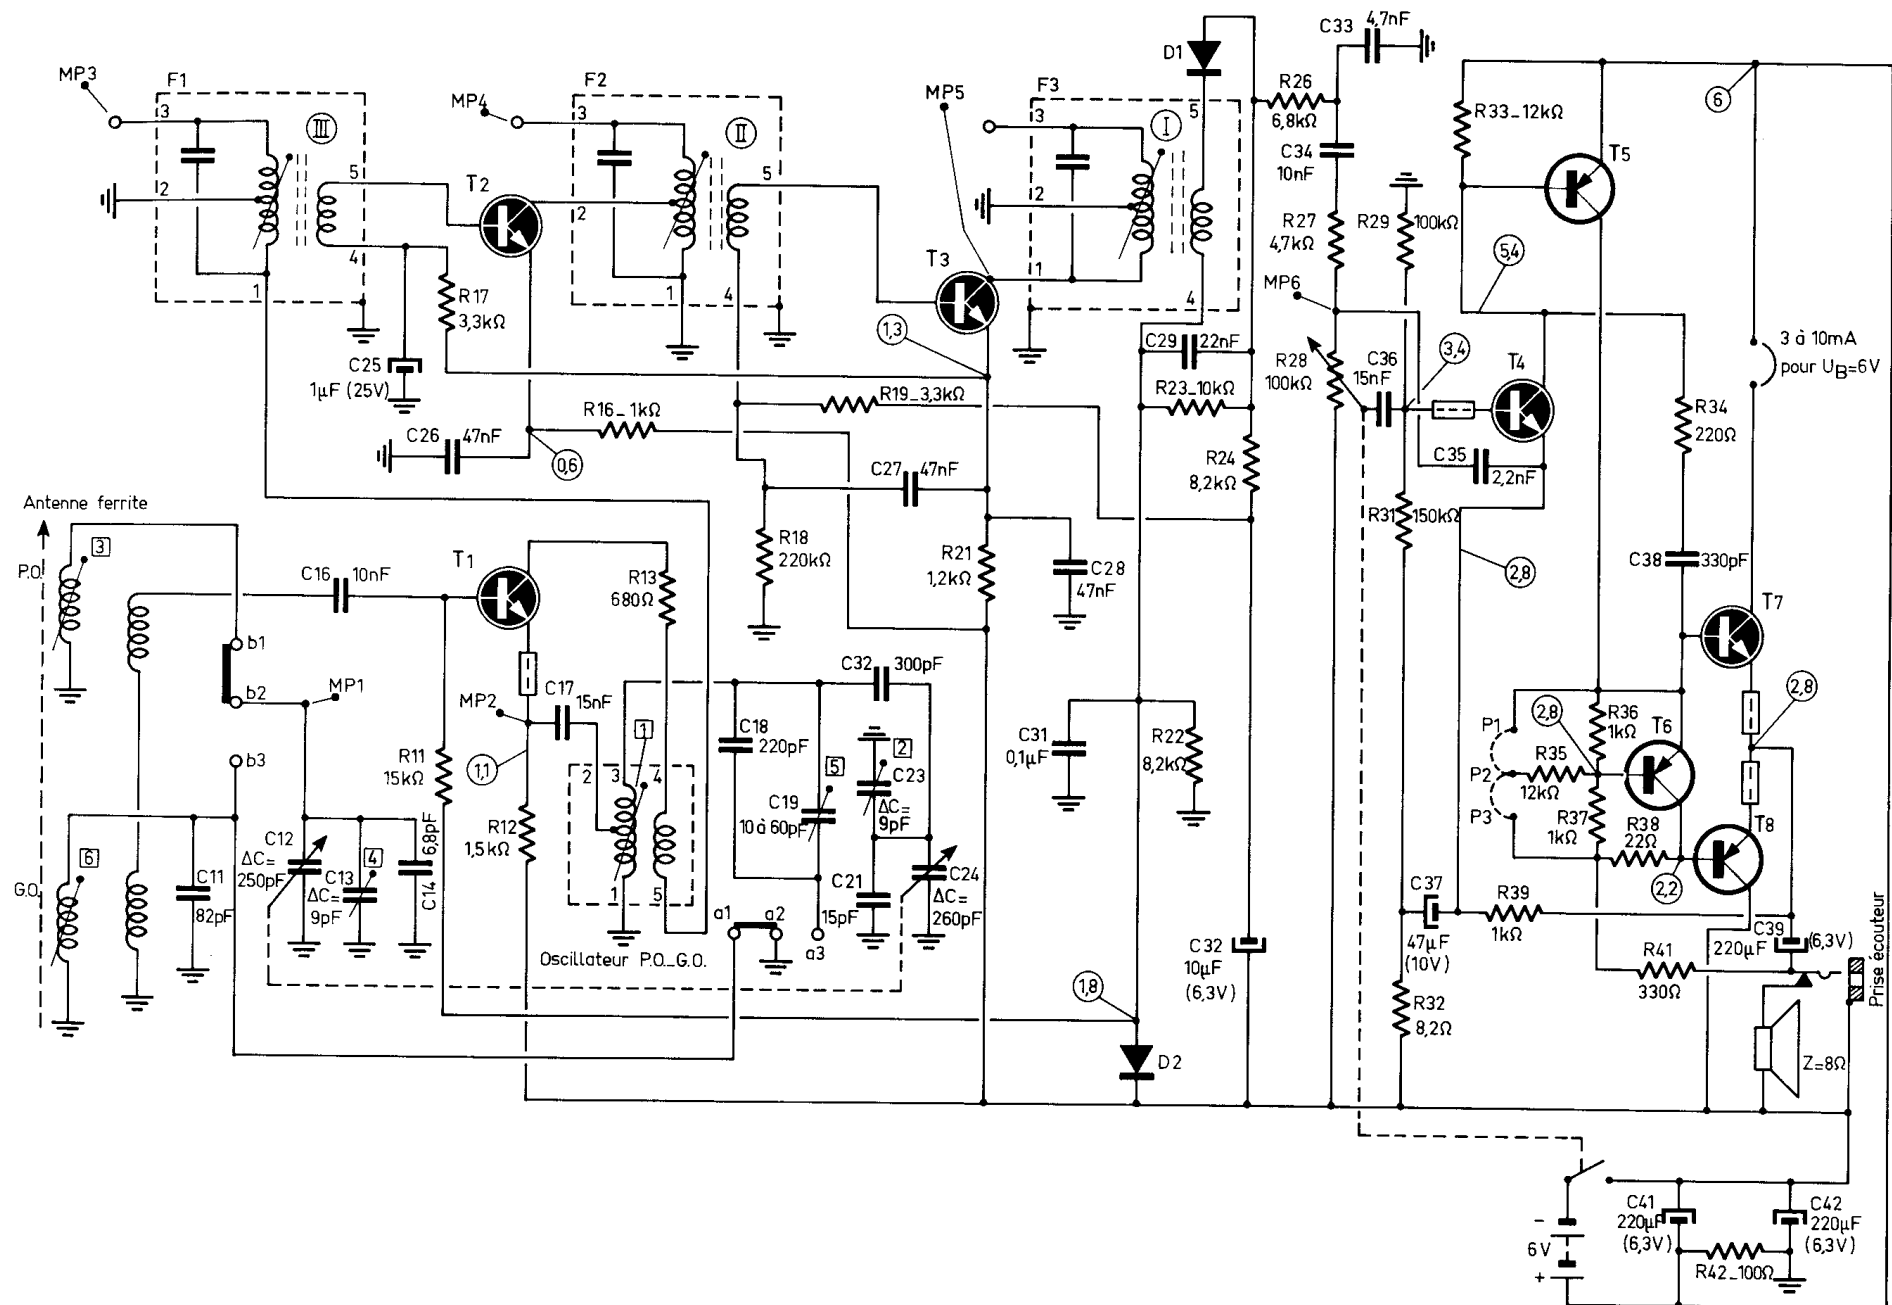 MP3
F1
3
III
2
5
4
1
T2
MP4
F2
3
II
2
5
1
4
MP5
T3
F3
3
I
5
2
1
4
D1
R26
6,8kΩ
C33
4,7nF
C34
10nF
R27
4,7kΩ
R29
100kΩ
MP6
R28
100kΩ
C36
15nF
3,4
T4
C35
2,2nF
R33_12kΩ
T5
5,4
6
3 à 10mA
pour UB=6V
R34
220Ω
C38
330pF
T7
2,8
R17
3,3kΩ
C25
1µF (25V)
1,3
C29
22nF
R23_10kΩ
R19_3,3kΩ
R16_1kΩ
C26
47nF
0,6
C27
47nF
R24
8,2kΩ
R31
150kΩ
2,8
Antenne ferrite
P.O.
3
C16
10nF
T1
R13
680Ω
R18
220kΩ
R21
1,2kΩ
C28
47nF
b1
b2
MP1
b3
MP2
C17
15nF
1,1
R11
15kΩ
R12
1,5kΩ
1
2
3
4
1
5
Oscillateur P.O_G.O.
C32
300pF
C18
220pF
5
C19
10 à 60pF
2
C23
ΔC=
9pF
C21
15pF
C24
ΔC=
260pF
a1
a2
a3
C31
0,1µF
R22
8,2kΩ
P1
P2
P3
2,8
R36
1kΩ
T6
R35
12kΩ
R37
1kΩ
R38
22Ω
T8
2,2
G.O.
6
C11
82pF
C12
ΔC=
250pF
C13
4
ΔC=
9pF
C14
6,8pF
C32
10µF
(6,3V)
C37
47µF
(10V)
R39
1kΩ
C39
220µF
(6,3V)
R41
330Ω
Prise écouteur
R32
8,2Ω
1,8
D2
Z=8Ω
-
6V
+
C41
220µF
(6,3V)
C42
220µF
(6,3V)
R42_100Ω